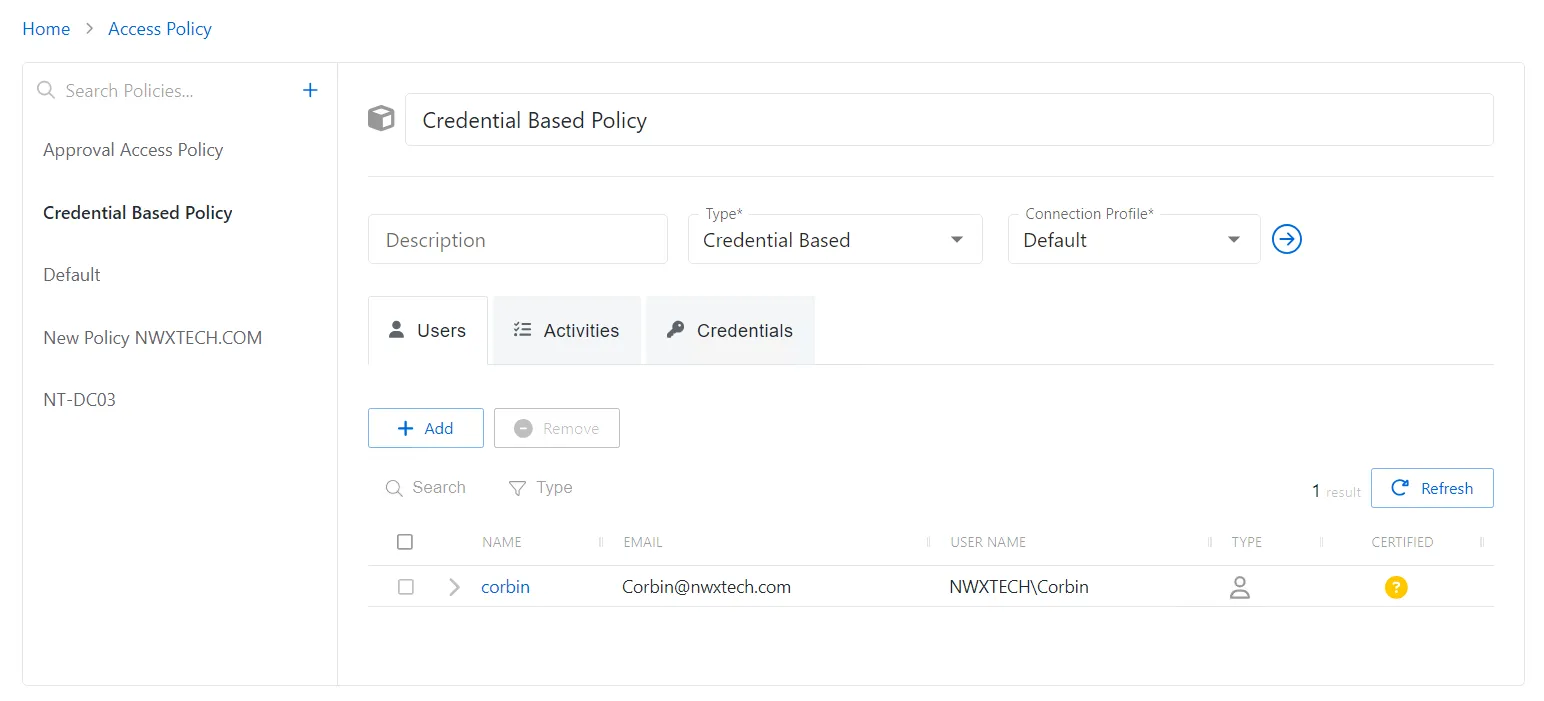 Home > Access Policy
Search Policies... +
Approval Access Policy
Credential Based Policy
Default
New Policy NWXTECH.COM
NT-DC03
Credential Based Policy
Description
Type*
Credential Based
Connection Profile*
Default
Users Activities Credentials
+ Add Remove
Search Type
1 result Refresh
NAME EMAIL USER NAME TYPE CERTIFIED
corbin Corbin@nwxtech.com NWXTECH\Corbin ?